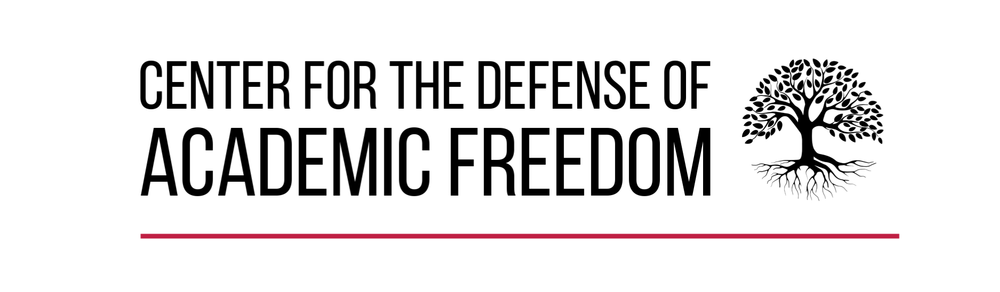 CENTER FOR THE DEFENSE OF
ACADEMIC FREEDOM